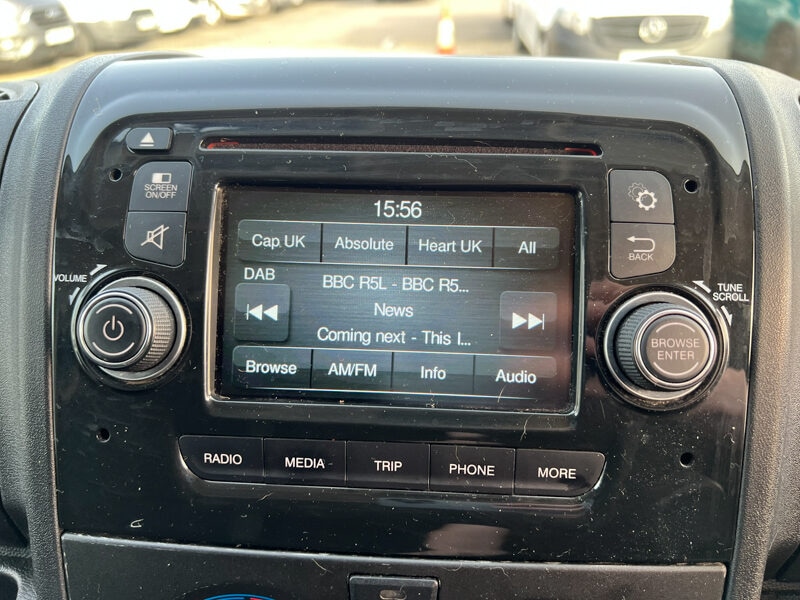 SCREEN
ON/OFF
15:56
Cap UK Absolute Heart UK All
BACK
VOLUME
DAB
BBC R5L - BBC R5...
News
Coming next - This I...
TUNE
SCROLL
BROWSE
ENTER
Browse AM/FM Info Audio
RADIO MEDIA TRIP PHONE MORE